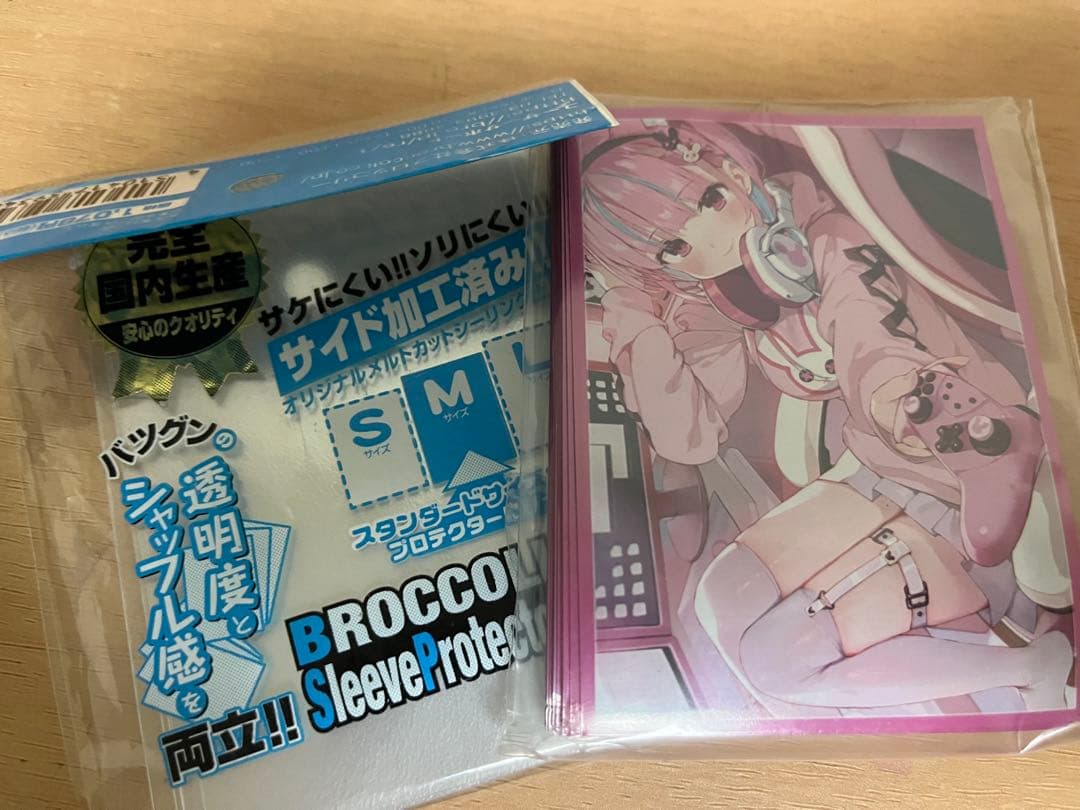 完全
国内生産
安心のクオリティ
サケにくい!!ソリにくい
サイド加工済み
オリジナルメルトカットシーリング
S
サイズ
M
サイズ
スタンダードサ
プロテクター
バツグンの
透明度と
シャッフル感を
両立!!
BROCCOLI
SleeveProtecto